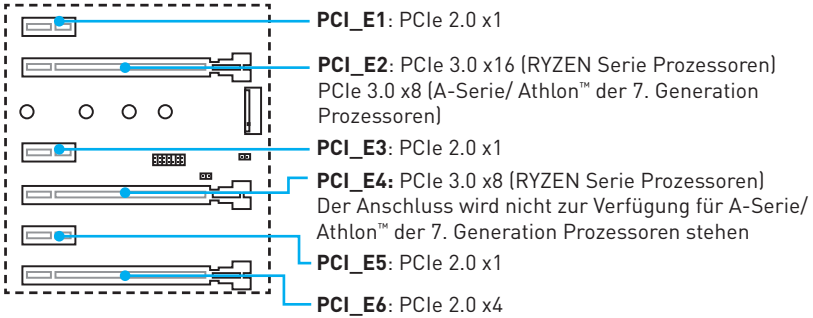 PCI_E1: PCIe 2.0 x1
PCI_E2: PCIe 3.0 x16 (RYZEN Serie Prozessoren)
PCIe 3.0 x8 (A-Serie/ Athlon™ der 7. Generation
Prozessoren)
PCI_E3: PCIe 2.0 x1
PCI_E4: PCIe 3.0 x8 (RYZEN Serie Prozessoren)
Der Anschluss wird nicht zur Verfügung für A-Serie/
Athlon™ der 7. Generation Prozessoren stehen
PCI_E5: PCIe 2.0 x1
PCI_E6: PCIe 2.0 x4